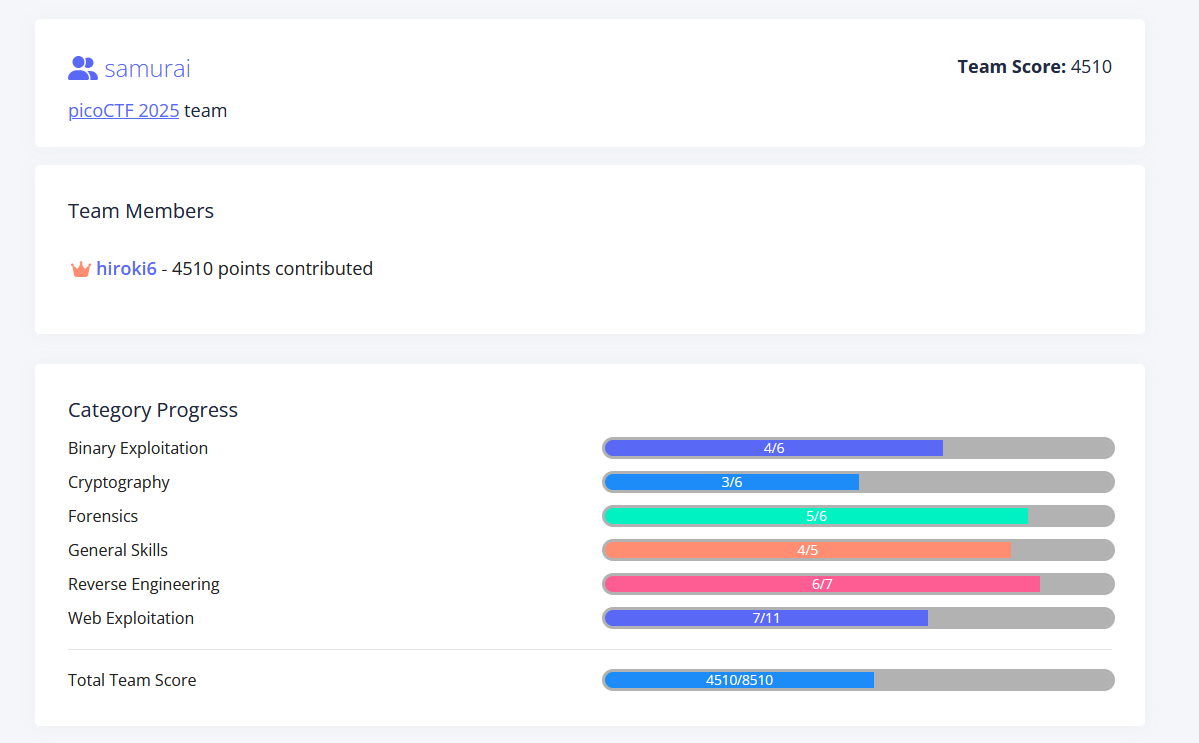 samurai
Team Score: 4510
picoCTF 2025 team
Team Members
hiroki6 - 4510 points contributed
Category Progress
Binary Exploitation 4/6
Cryptography 3/6
Forensics 5/6
General Skills 4/5
Reverse Engineering 6/7
Web Exploitation 7/11
Total Team Score 4510/8510